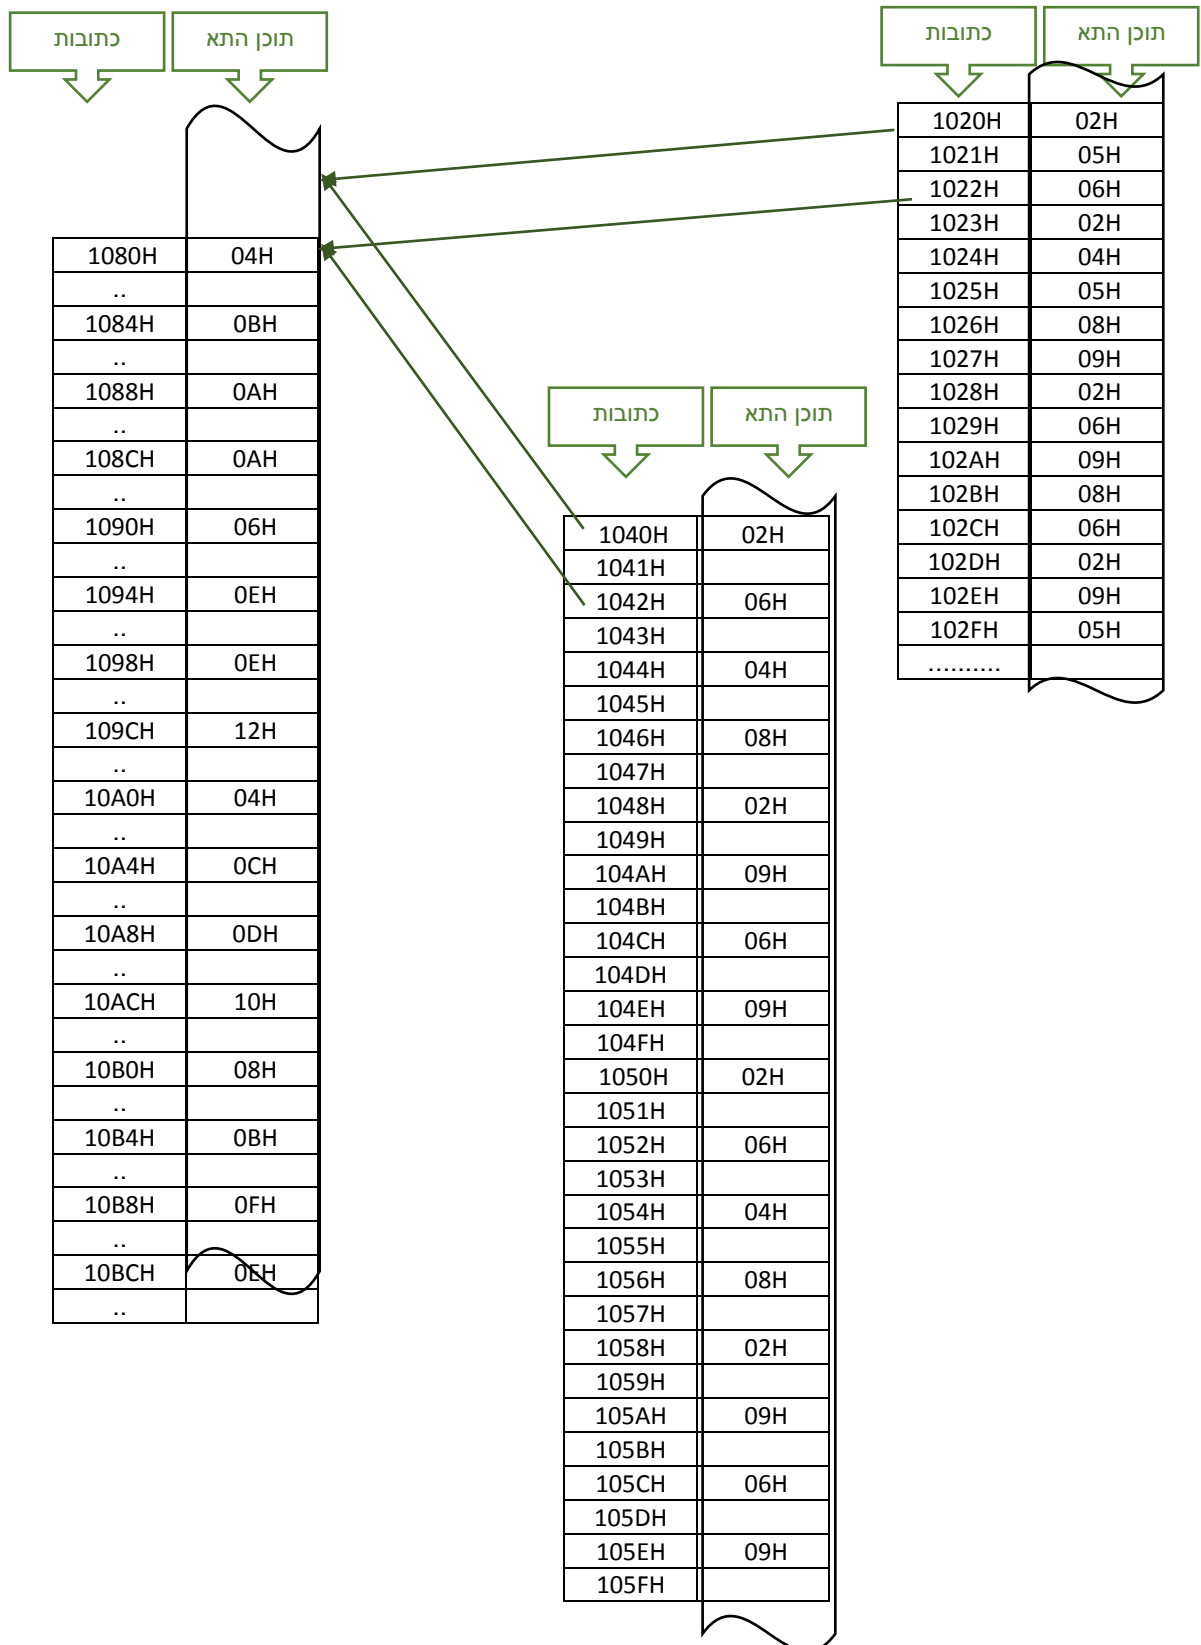 כתובות תוכן התא
1080H 04H
..
1084H 0BH
..
1088H 0AH
..
108CH 0AH
..
1090H 06H
..
1094H 0EH
..
1098H 0EH
..
109CH 12H
..
10A0H 04H
..
10A4H 0CH
..
10A8H 0DH
..
10ACH 10H
..
10B0H 08H
..
10B4H 0BH
..
10B8H 0FH
..
10BCH 0EH
..
כתובות תוכן התא
1040H 02H
1041H
1042H 06H
1043H
1044H 04H
1045H
1046H 08H
1047H
1048H 02H
1049H
104AH 09H
104BH
104CH 06H
104DH
104EH 09H
104FH
1050H 02H
1051H
1052H 06H
1053H
1054H 04H
1055H
1056H 08H
1057H
1058H 02H
1059H
105AH 09H
105BH
105CH 06H
105DH
105EH 09H
105FH
כתובות תוכן התא
1020H 02H
1021H 05H
1022H 06H
1023H 02H
1024H 04H
1025H 05H
1026H 08H
1027H 09H
1028H 02H
1029H 06H
102AH 09H
102BH 08H
102CH 06H
102DH 02H
102EH 09H
102FH 05H
..........